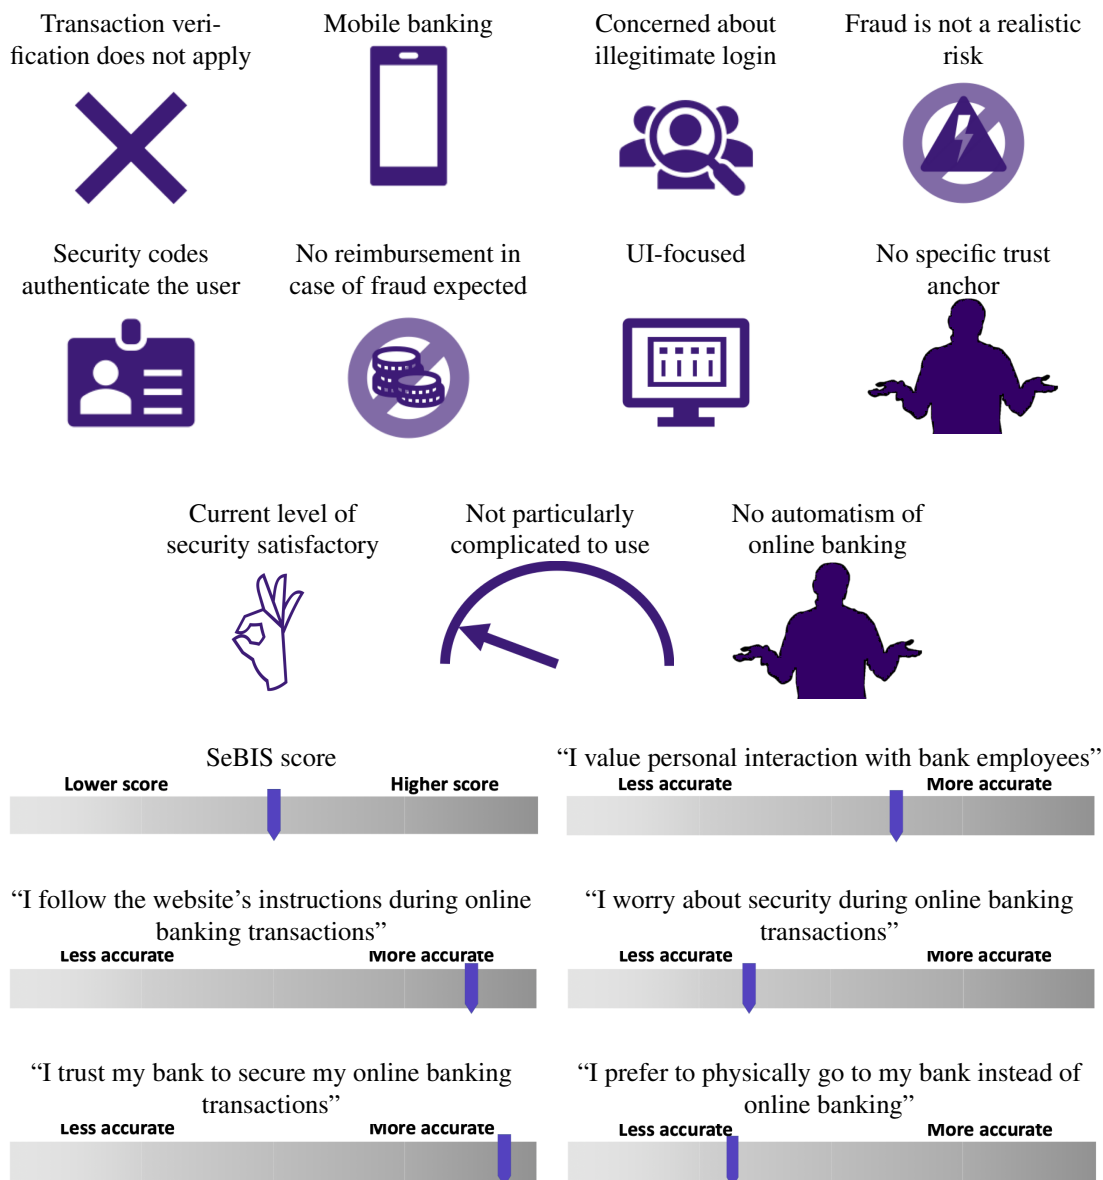 Transaction veri-
fication does not apply
Mobile banking
Concerned about
illegitimate login
Fraud is not a realistic
risk
Security codes
authenticate the user
No reimbursement in
case of fraud expected
UI-focused
No specific trust
anchor
Current level of
security satisfactory
Not particularly
complicated to use
No automatism of
online banking
SeBIS score
Lower score
Higher score
“I value personal interaction with bank employees”
Less accurate
More accurate
“I follow the website’s instructions during online
banking transactions”
Less accurate
More accurate
“I worry about security during online banking
transactions”
Less accurate
More accurate
“I trust my bank to secure my online banking
transactions”
Less accurate
More accurate
“I prefer to physically go to my bank instead of
online banking”
Less accurate
More accurate